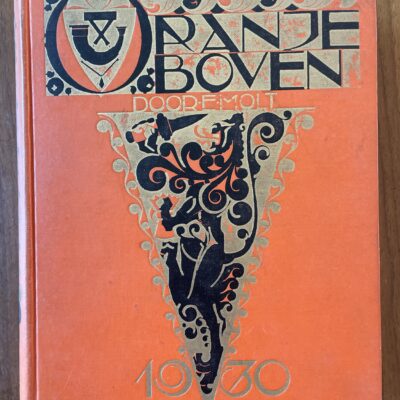 ORANJE
BOVEN
DOOR F. MOLT
1930